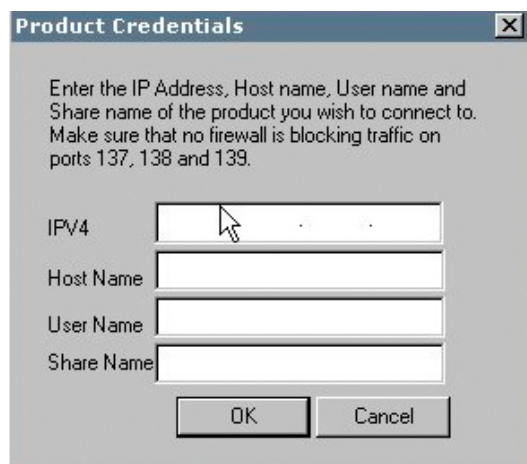 Product Credentials
Enter the IP Address, Host name, User name and
Share name of the product you wish to connect to.
Make sure that no firewall is blocking traffic on
ports 137, 138 and 139.
IPV4
Host Name
User Name
Share Name
OK Cancel